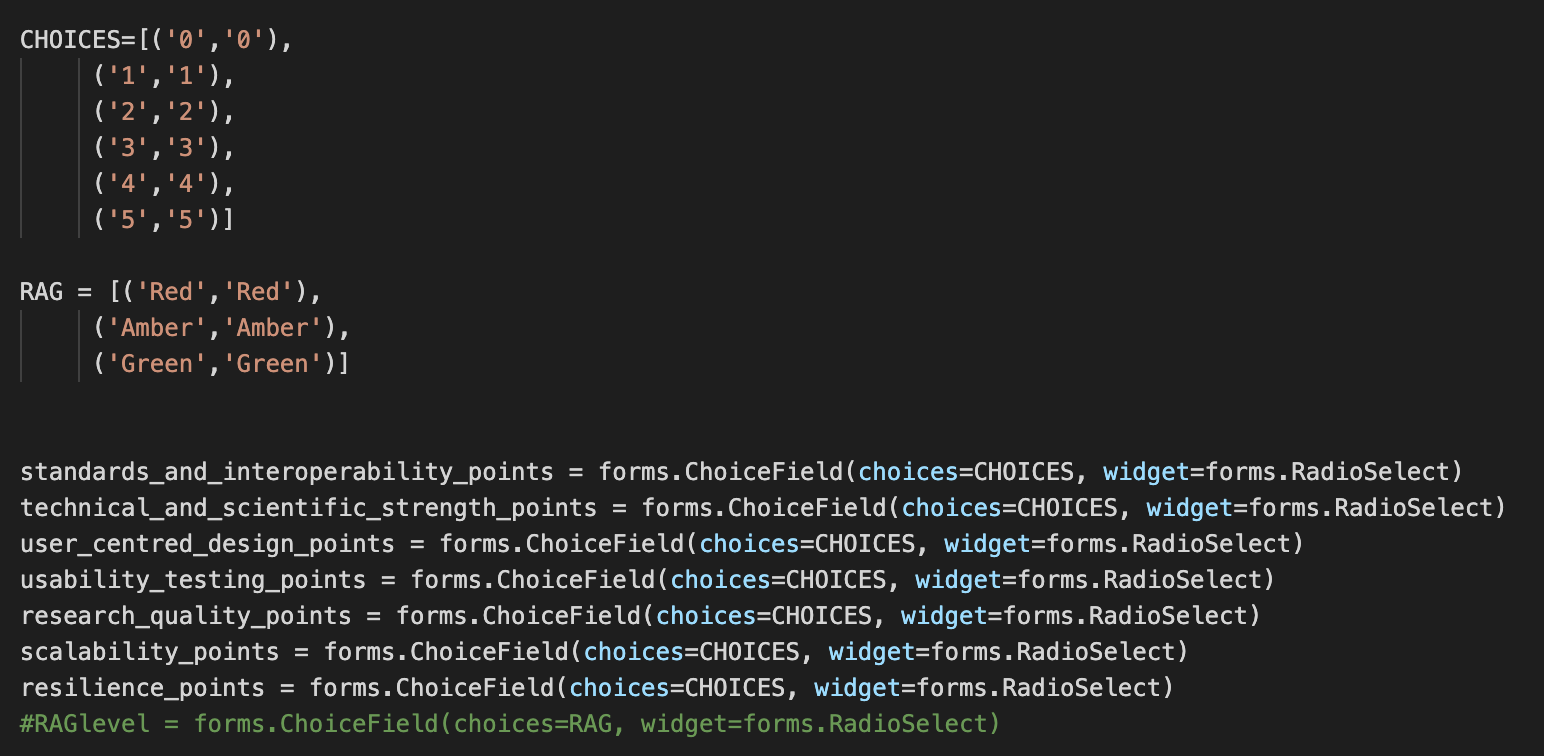 CHOICES=[('0','0'),
('1','1'),
('2','2'),
('3','3'),
('4','4'),
('5','5')]
RAG = [('Red','Red'),
('Amber','Amber'),
('Green','Green')]
standards_and_interoperability_points = forms.ChoiceField(choices=CHOICES, widget=forms.RadioSelect)
technical_and_scientific_strength_points = forms.ChoiceField(choices=CHOICES, widget=forms.RadioSelect)
user_centred_design_points = forms.ChoiceField(choices=CHOICES, widget=forms.RadioSelect)
usability_testing_points = forms.ChoiceField(choices=CHOICES, widget=forms.RadioSelect)
research_quality_points = forms.ChoiceField(choices=CHOICES, widget=forms.RadioSelect)
scalability_points = forms.ChoiceField(choices=CHOICES, widget=forms.RadioSelect)
resilience_points = forms.ChoiceField(choices=CHOICES, widget=forms.RadioSelect)
#RAGlevel = forms.ChoiceField(choices=RAG, widget=forms.RadioSelect)